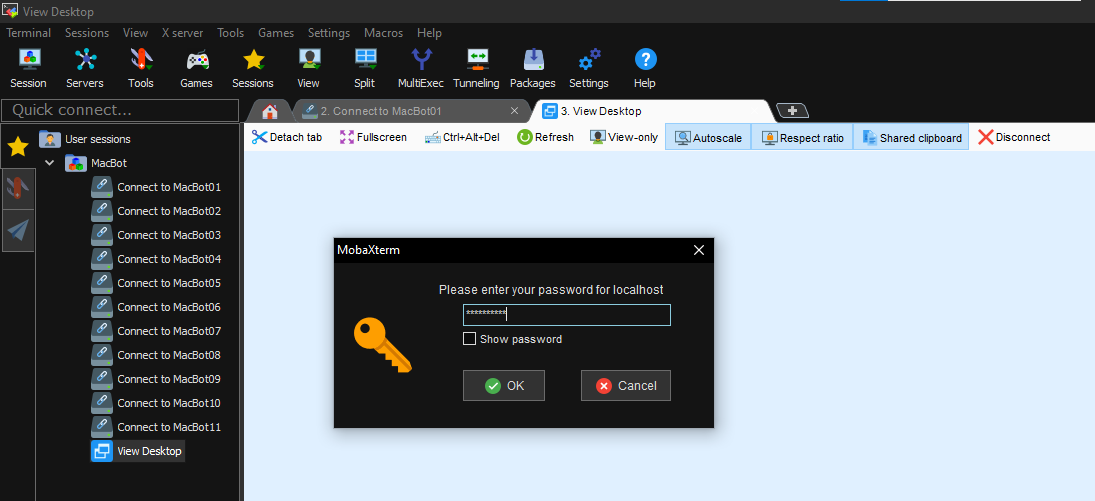 View Desktop
Terminal Sessions View X server Tools Games Settings Macros Help
Session Servers Tools Games Sessions View Split MultiExec Tunneling Packages Settings Help
Quick connect...
2. Connect to MacBot01
3. View Desktop
Detach tab Fullscreen Ctrl+Alt+Del Refresh View-only Autoscale Respect ratio Shared clipboard Disconnect
User sessions
MacBot
Connect to MacBot01
Connect to MacBot02
Connect to MacBot03
Connect to MacBot04
Connect to MacBot05
Connect to MacBot06
Connect to MacBot07
Connect to MacBot08
Connect to MacBot09
Connect to MacBot10
Connect to MacBot11
View Desktop
MobaXterm
Please enter your password for localhost
**********
Show password
OK Cancel